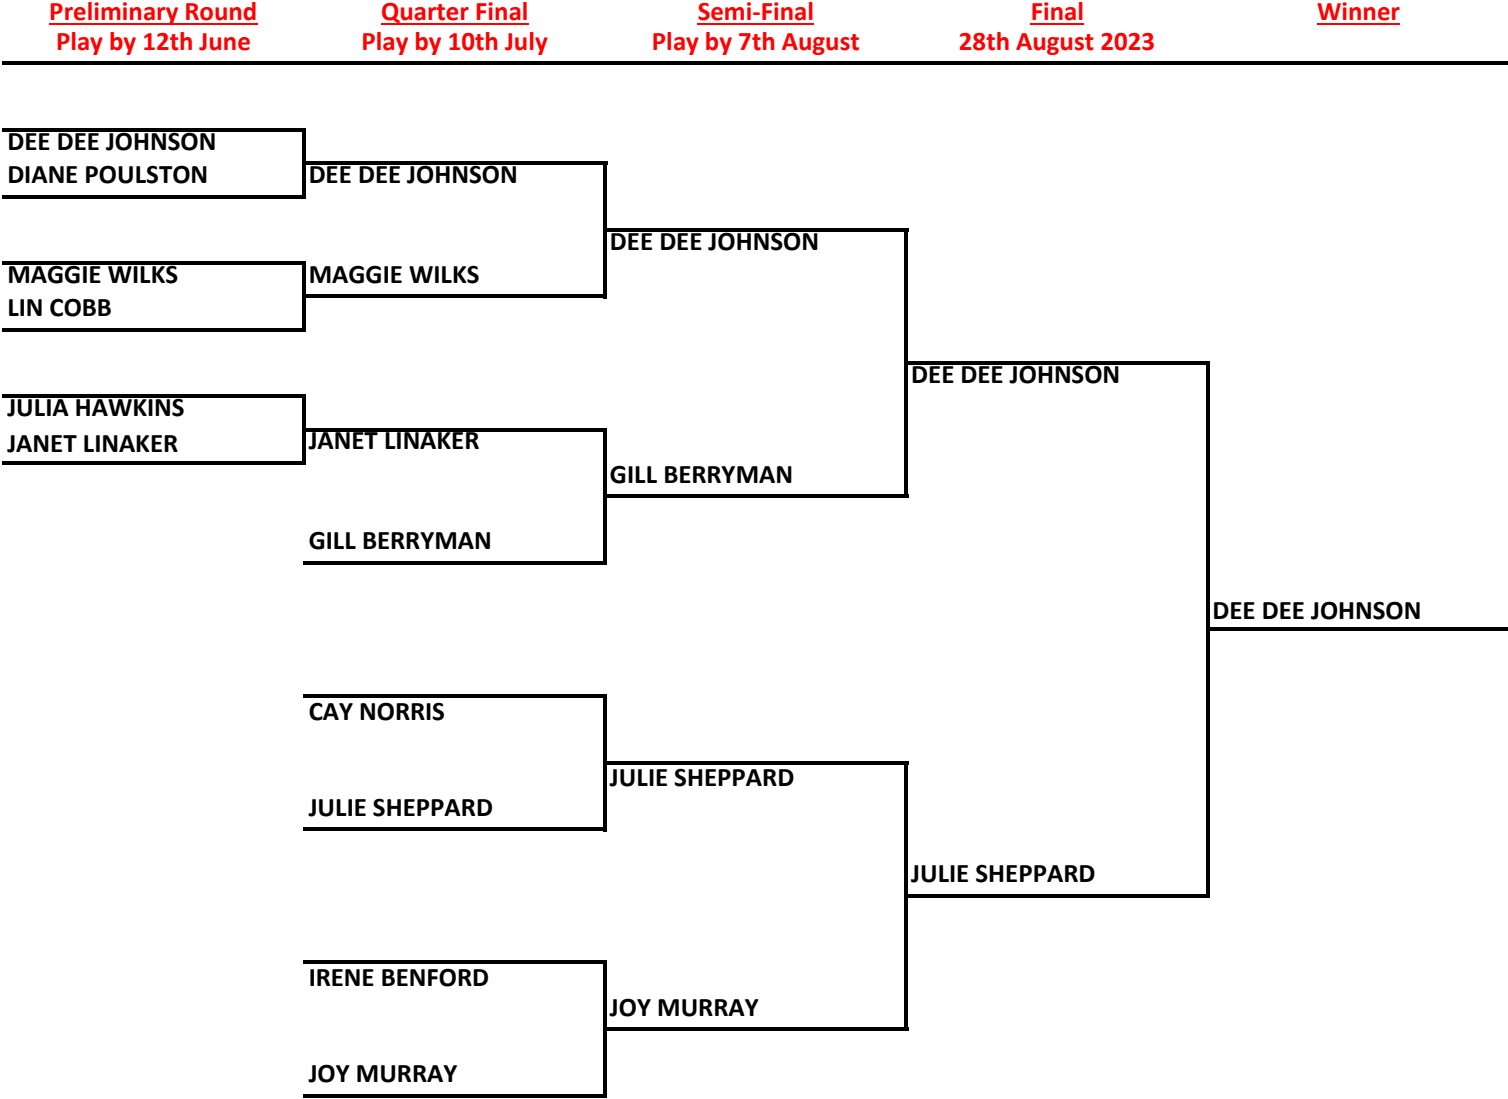 Preliminary Round
Play by 12th June
Quarter Final
Play by 10th July
Semi-Final
Play by 7th August
Final
28th August 2023
Winner
DEE DEE JOHNSON
DIANE POULSTON
MAGGIE WILKS
LIN COBB
JULIA HAWKINS
JANET LINAKER
DEE DEE JOHNSON
MAGGIE WILKS
JANET LINAKER
GILL BERRYMAN
CAY NORRIS
JULIE SHEPPARD
IRENE BENFORD
JOY MURRAY
DEE DEE JOHNSON
GILL BERRYMAN
JULIE SHEPPARD
JOY MURRAY
DEE DEE JOHNSON
JULIE SHEPPARD
DEE DEE JOHNSON